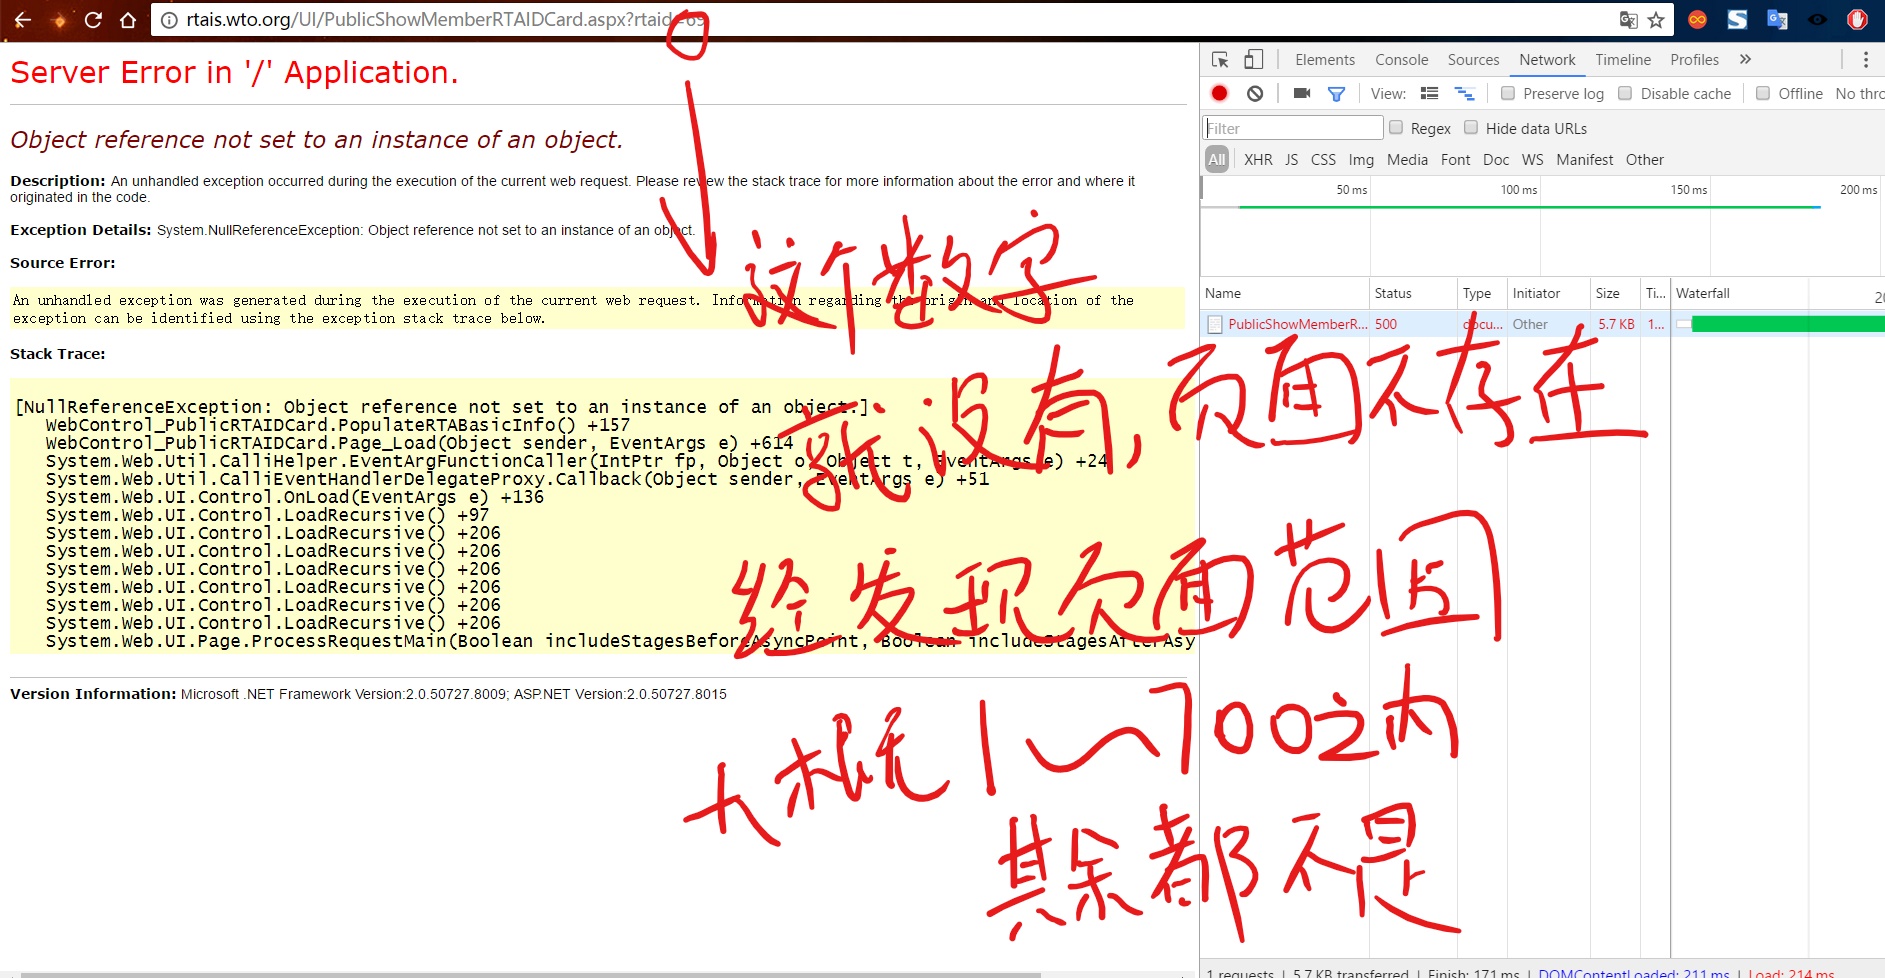 rtais.wto.org/UI/PublicShowMemberRTAIDCard.aspx?rtaid=69
Server Error in '/' Application.
Object reference not set to an instance of an object.
Description: An unhandled exception occurred during the execution of the current web request. Please review the stack trace for more information about the error and where it
originated in the code.
Exception Details: System.NullReferenceException: Object reference not set to an instance of an object.
Source Error:
An unhandled exception was generated during the execution of the current web request. Information regarding the origin and location of the
exception can be identified using the exception stack trace below.
Stack Trace:
[NullReferenceException: Object reference not set to an instance of an object.]
WebControl_PublicRTAIDCard.PopulateRTABasicInfo() +157
WebControl_PublicRTAIDCard.Page_Load(Object sender, EventArgs e) +614
System.Web.Util.CalliHelper.EventArgFunctionCaller(IntPtr fp, Object o, Object t, EventArgs e) +24
System.Web.Util.CalliEventHandlerDelegateProxy.Callback(Object sender, EventArgs e) +51
System.Web.UI.Control.OnLoad(EventArgs e) +136
System.Web.UI.Control.LoadRecursive() +97
System.Web.UI.Control.LoadRecursive() +206
System.Web.UI.Control.LoadRecursive() +206
System.Web.UI.Control.LoadRecursive() +206
System.Web.UI.Control.LoadRecursive() +206
System.Web.UI.Control.LoadRecursive() +206
System.Web.UI.Control.LoadRecursive() +206
System.Web.UI.Page.ProcessRequestMain(Boolean includeStagesBeforeAsyncPoint, Boolean includeStagesAfterAsy
Version Information: Microsoft .NET Framework Version:2.0.50727.8009; ASP.NET Version:2.0.50727.8015
这个数字
就没有,页面不存在
经发现页面范围
大概1~700之内
其余都不是
Elements Console Sources Network Timeline Profiles »
View: Preserve log Disable cache Offline No thro
Filter Regex Hide data URLs
All XHR JS CSS Img Media Font Doc WS Manifest Other
50 ms 100 ms 150 ms 200 ms
Name Status Type Initiator Size Ti... Waterfall 20
PublicShowMemberR... 500 docu... Other 5.7 KB 1...
1 requests | 5.7 KB transferred | Finish: 171 ms | DOMContentLoaded: 211 ms | Load: 214 ms